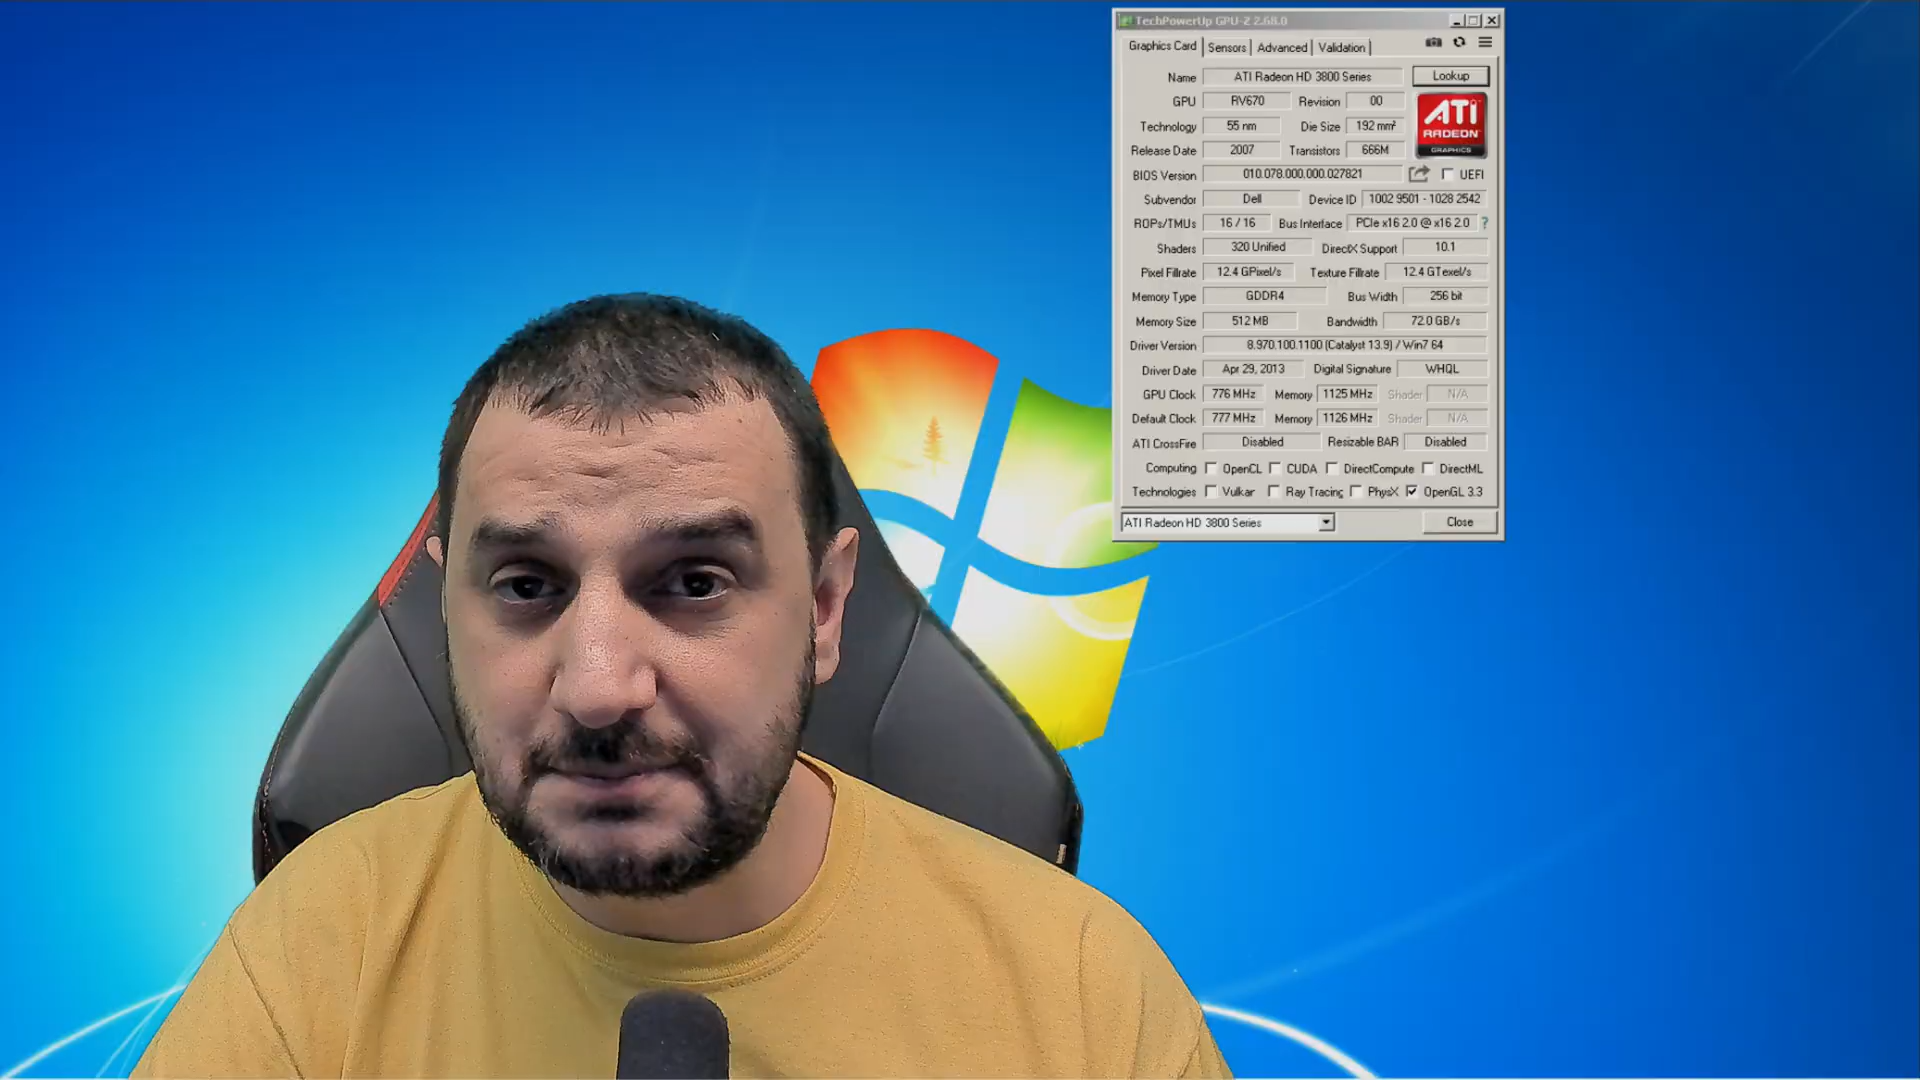 TechPowerUp GPU-Z 2.68.0
Graphics Card Sensors Advanced Validation
Name ATI Radeon HD 3800 Series Lookup
GPU RV670 Revision 00
ATI RADEON GRAPHICS
Technology 55 nm Die Size 192 mm²
Release Date 2007 Transistors 666M
BIOS Version 010.078.000.000.027821 UEFI
Subvendor Dell Device ID 1002 9501 - 1028 2542
ROPs/TMUs 16 / 16 Bus Interface PCIe x16 2.0 @ x16 2.0 ?
Shaders 320 Unified DirectX Support 10.1
Pixel Fillrate 12.4 GPixel/s Texture Fillrate 12.4 GTexel/s
Memory Type GDDR4 Bus Width 256 bit
Memory Size 512 MB Bandwidth 72.0 GB/s
Driver Version 8.970.100.1100 (Catalyst 13.9) / Win7 64
Driver Date Apr 29, 2013 Digital Signature WHQL
GPU Clock 776 MHz Memory 1125 MHz Shader N/A
Default Clock 777 MHz Memory 1126 MHz Shader N/A
ATI CrossFire Disabled Resizable BAR Disabled
Computing OpenCL CUDA DirectCompute DirectML
Technologies Vulkan Ray Tracing PhysX OpenGL 3.3
ATI Radeon HD 3800 Series Close